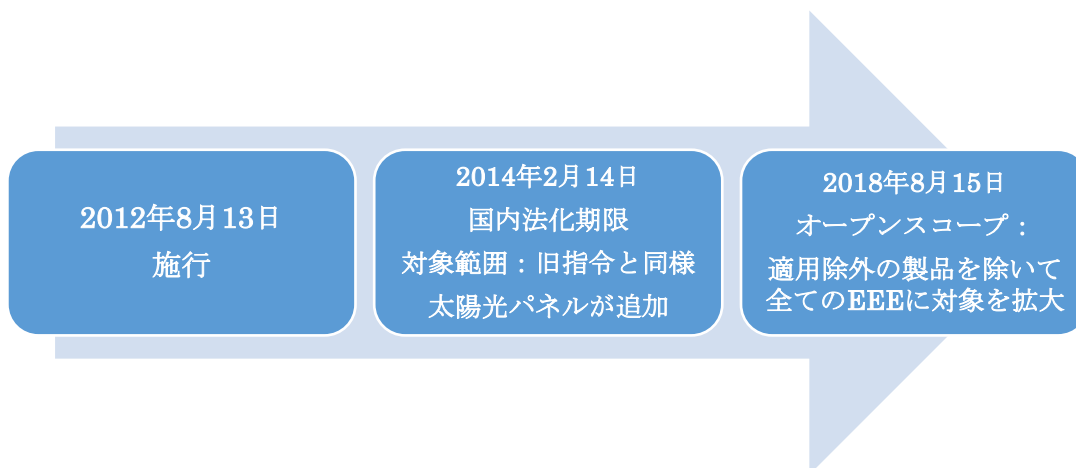 2012年8月13日
施行
2014年2月14日
国内法化期限
対象範囲：旧指令と同様
太陽光パネルが追加
2018年8月15日
オープンスコープ：
適用除外の製品を除いて
全てのEEEに対象を拡大